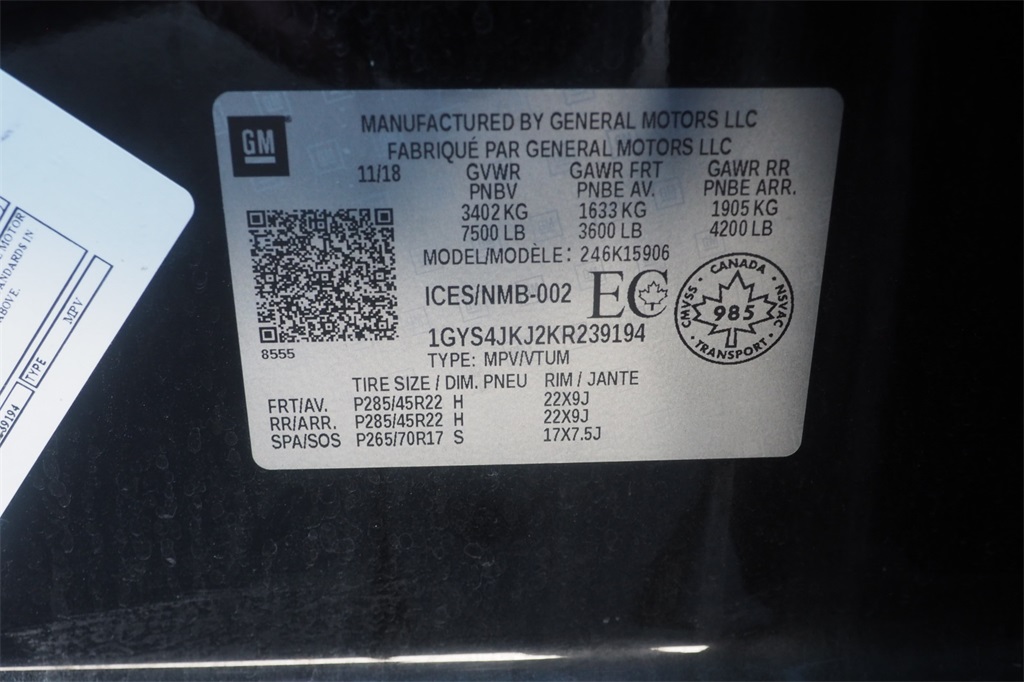 GM
MANUFACTURED BY GENERAL MOTORS LLC
FABRIQUÉ PAR GENERAL MOTORS LLC
11/18 GVWR GAWR FRT GAWR RR
PNBV PNBE AV. PNBE ARR.
3402 KG 1633 KG 1905 KG
7500 LB 3600 LB 4200 LB
MODEL/MODÈLE: 246K15906
ICES/NMB-002 EC
CANADA
CMVSS 985 NSVAC
TRANSPORT
1GYS4JKJ2KR239194
8555
TYPE: MPV/VTUM
TIRE SIZE / DIM. PNEU RIM / JANTE
FRT/AV. P285/45R22 H 22X9J
RR/ARR. P285/45R22 H 22X9J
SPA/SOS P265/70R17 S 17X7.5J
MOTOR
IN
ABOVE.
TYPE MPV
239194